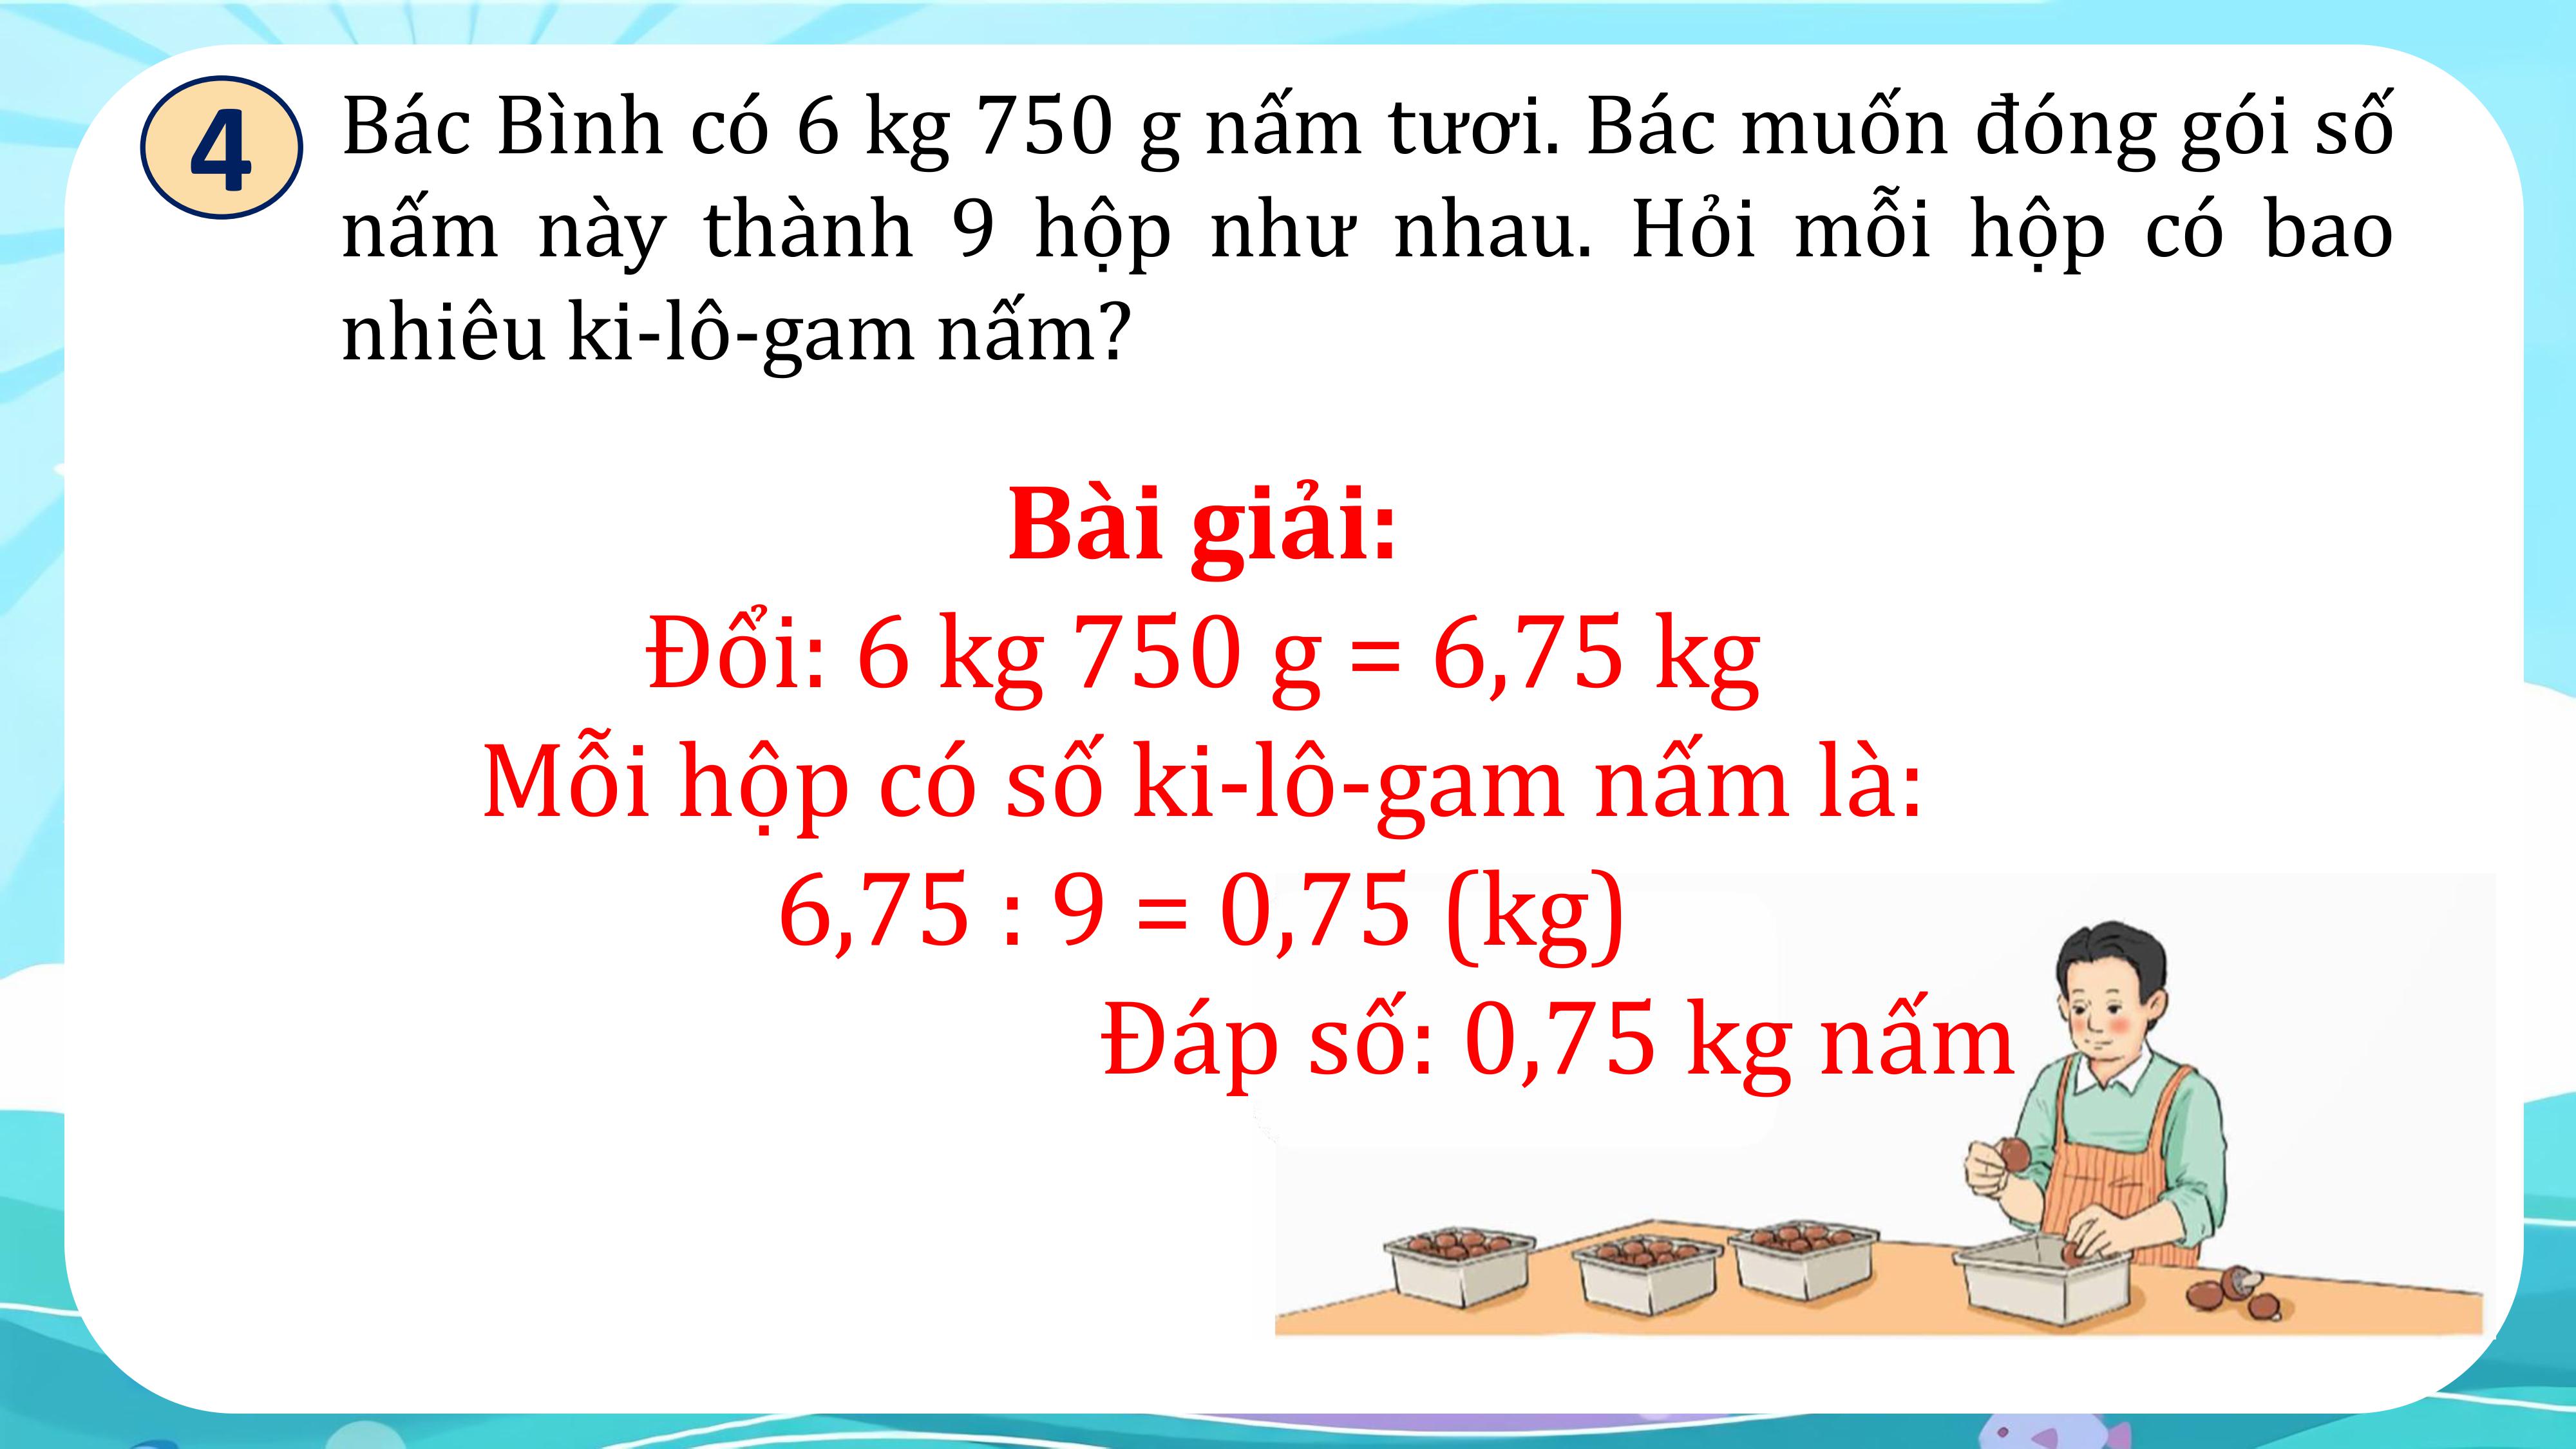 4
Bác Bình có 6 kg 750 g nấm tươi. Bác muốn đóng gói số
nấm này thành 9 hộp như nhau. Hỏi mỗi hộp có bao
nhiêu ki-lô-gam nấm?
Bài giải:
Đổi: 6 kg 750 g = 6,75 kg
Mỗi hộp có số ki-lô-gam nấm là:
6,75 : 9 = 0,75 (kg)
Đáp số: 0,75 kg nấm